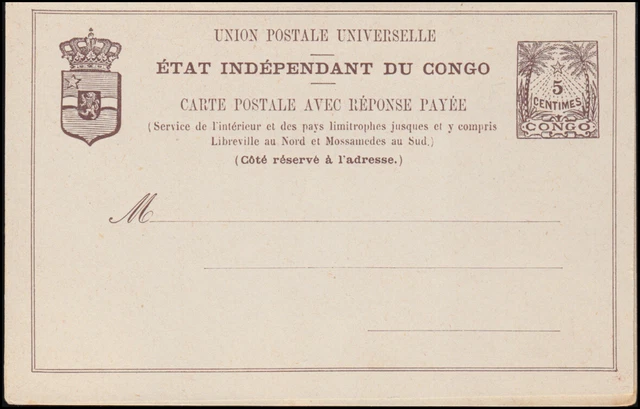 UNION POSTALE UNIVERSELLE
ÉTAT INDÉPENDANT DU CONGO
CARTE POSTALE AVEC RÉPONSE PAYÉE
(Service de l'intérieur et des pays limitrophes jusques et y compris
Libreville au Nord et Mossamedes au Sud.)
(Côté réservé à l'adresse.)
5
CENTIMES
CONGO
M